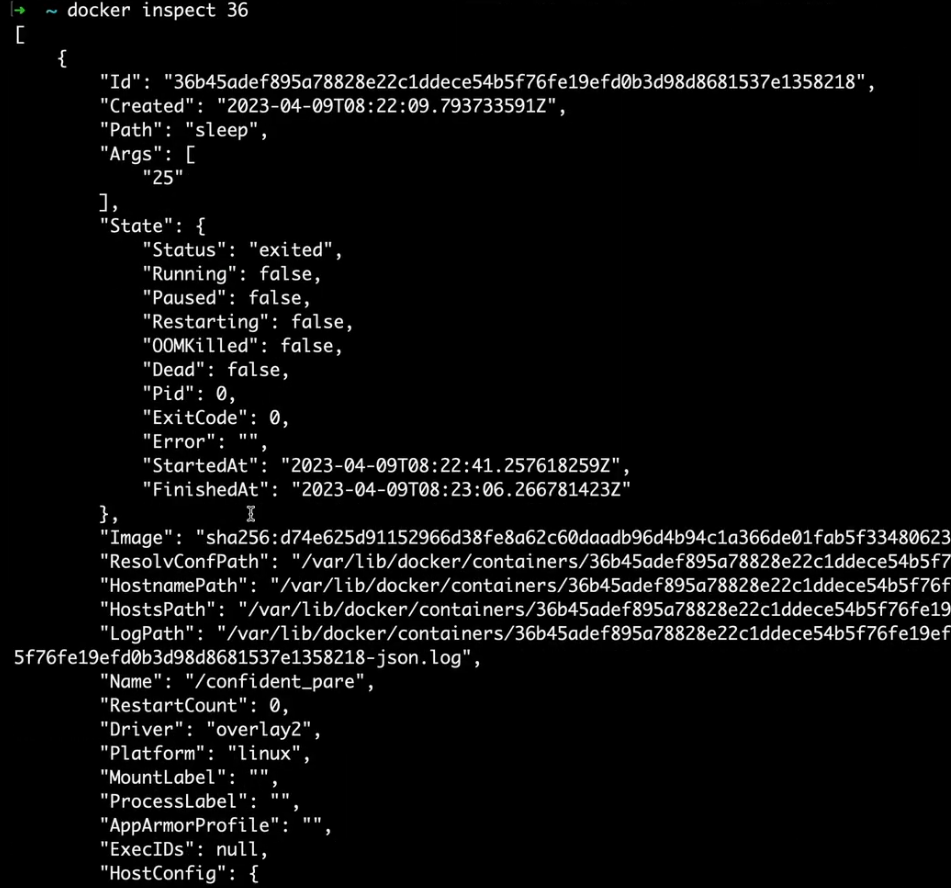 → ~ docker inspect 36
[
    {
        "Id": "36b45adef895a78828e22c1ddece54b5f76fe19efd0b3d98d8681537e1358218",
        "Created": "2023-04-09T08:22:09.793733591Z",
        "Path": "sleep",
        "Args": [
            "25"
        ],
        "State": {
            "Status": "exited",
            "Running": false,
            "Paused": false,
            "Restarting": false,
            "OOMKilled": false,
            "Dead": false,
            "Pid": 0,
            "ExitCode": 0,
            "Error": "",
            "StartedAt": "2023-04-09T08:22:41.257618259Z",
            "FinishedAt": "2023-04-09T08:23:06.266781423Z"
        },
        "Image": "sha256:d74e625d91152966d38fe8a62c60daadb96d4b94c1a366de01fab5f33480623
        "ResolvConfPath": "/var/lib/docker/containers/36b45adef895a78828e22c1ddece54b5f7
        "HostnamePath": "/var/lib/docker/containers/36b45adef895a78828e22c1ddece54b5f76f
        "HostsPath": "/var/lib/docker/containers/36b45adef895a78828e22c1ddece54b5f76fe19
        "LogPath": "/var/lib/docker/containers/36b45adef895a78828e22c1ddece54b5f76fe19ef
5f76fe19efd0b3d98d8681537e1358218-json.log",
        "Name": "/confident_pare",
        "RestartCount": 0,
        "Driver": "overlay2",
        "Platform": "linux",
        "MountLabel": "",
        "ProcessLabel": "",
        "AppArmorProfile": "",
        "ExecIDs": null,
        "HostConfig": {